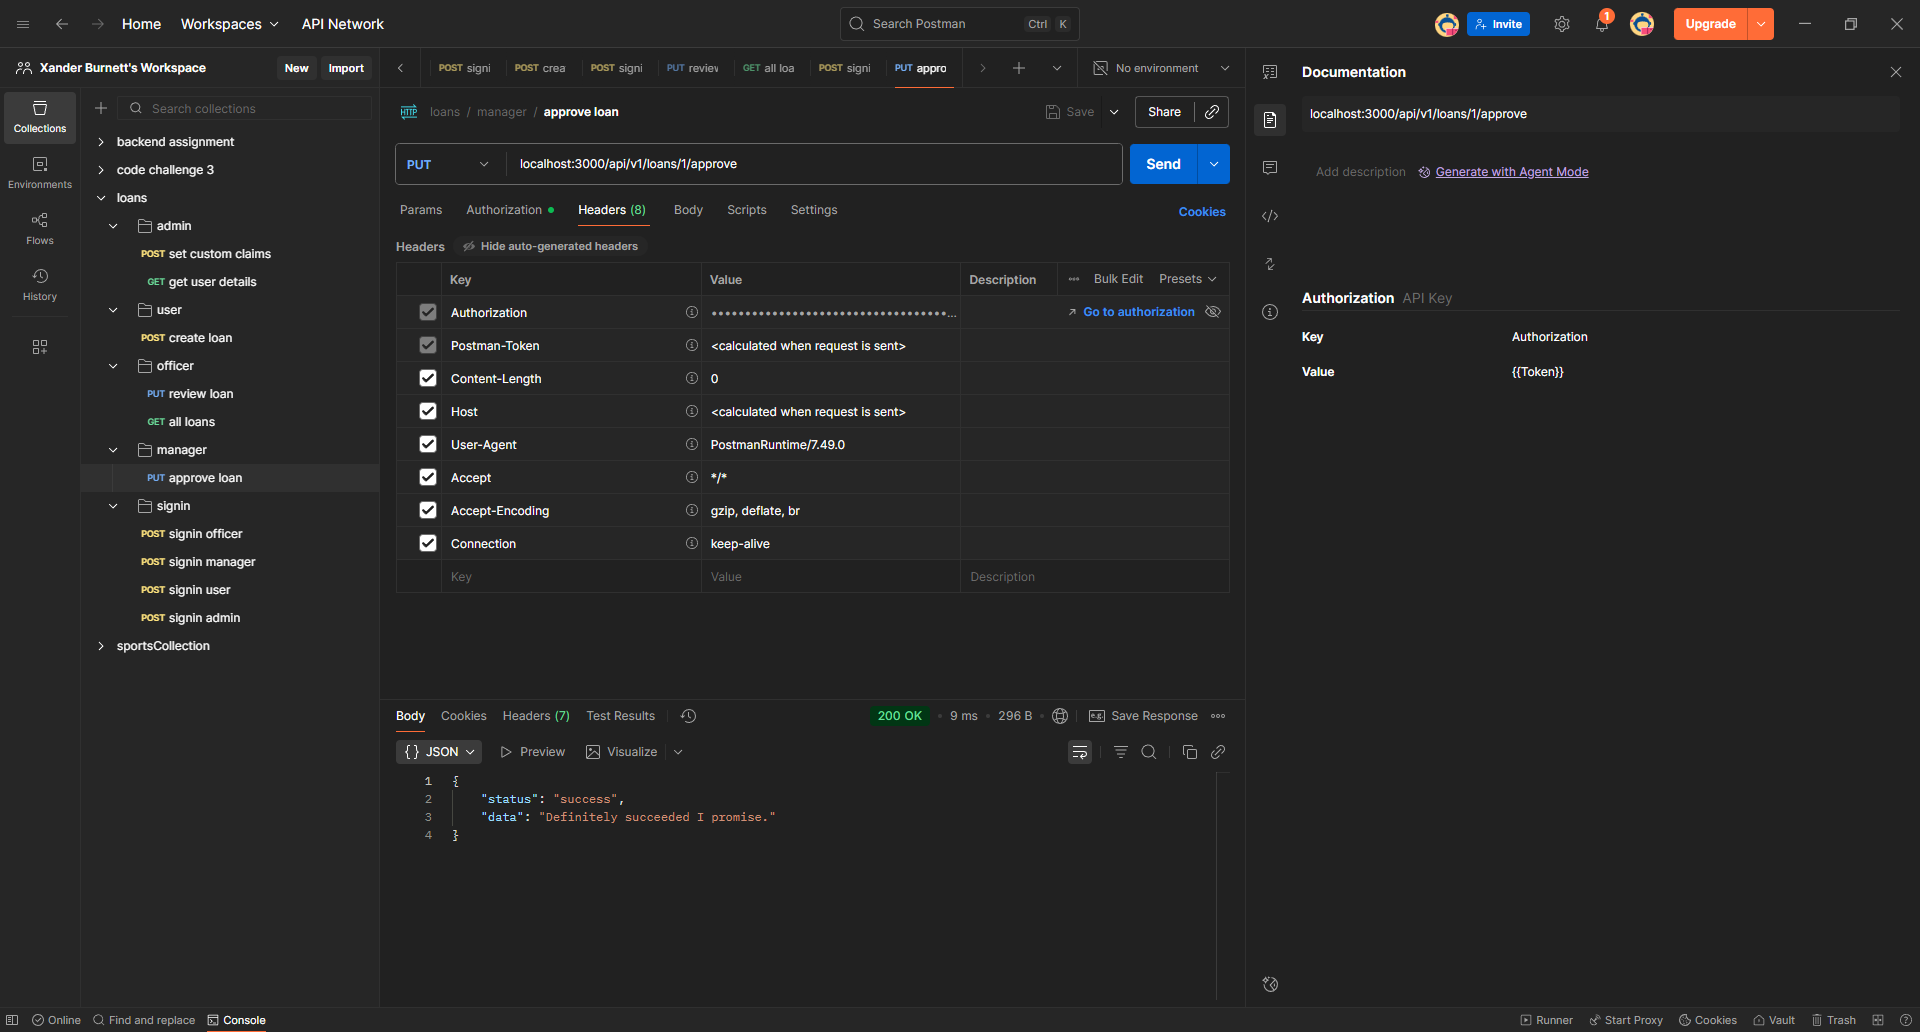 Home Workspaces API Network
Search Postman Ctrl K
Invite 1 Upgrade
Xander Burnett's Workspace New Import
Collections
Environments
Flows
History
Search collections
backend assignment
code challenge 3
loans
admin
POST set custom claims
GET get user details
user
POST create loan
officer
PUT review loan
GET all loans
manager
PUT approve loan
signin
POST signin officer
POST signin manager
POST signin user
POST signin admin
sportsCollection
POST signi POST crea POST signi PUT review GET all loa POST signi PUT appro No environment
HTTP loans / manager / approve loan Save Share
PUT localhost:3000/api/v1/loans/1/approve Send
Params Authorization Headers (8) Body Scripts Settings Cookies
Headers Hide auto-generated headers
Key Value Description Bulk Edit Presets
Authorization ••••••••••••••••••••••••••••••••••••... Go to authorization
Postman-Token <calculated when request is sent>
Content-Length 0
Host <calculated when request is sent>
User-Agent PostmanRuntime/7.49.0
Accept */*
Accept-Encoding gzip, deflate, br
Connection keep-alive
Key Value Description
Body Cookies Headers (7) Test Results 200 OK • 9 ms • 296 B e.g. Save Response
{} JSON Preview Visualize
1 {
2 "status": "success",
3 "data": "Definitely succeeded I promise."
4 }
Documentation
localhost:3000/api/v1/loans/1/approve
Add description Generate with Agent Mode
Authorization API Key
Key Authorization
Value {{Token}}
Online Find and replace Console Runner Start Proxy Cookies Vault Trash